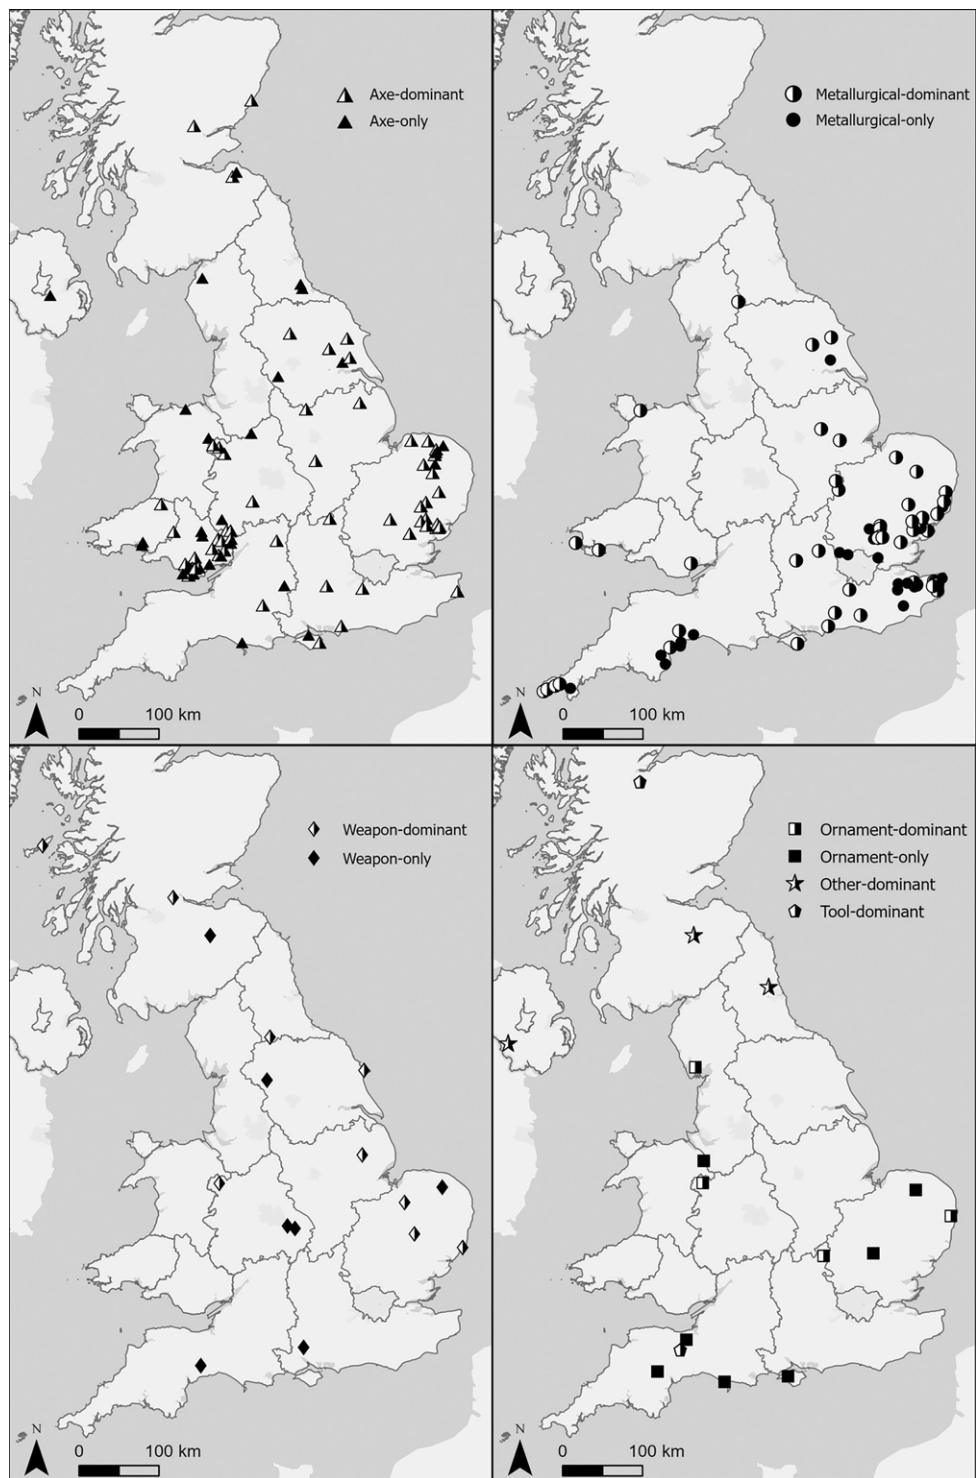 Axe-dominant
Axe-only
N
0 100 km
Metallurgical-dominant
Metallurgical-only
N
0 100 km
Weapon-dominant
Weapon-only
N
0 100 km
Ornament-dominant
Ornament-only
Other-dominant
Tool-dominant
N
0 100 km